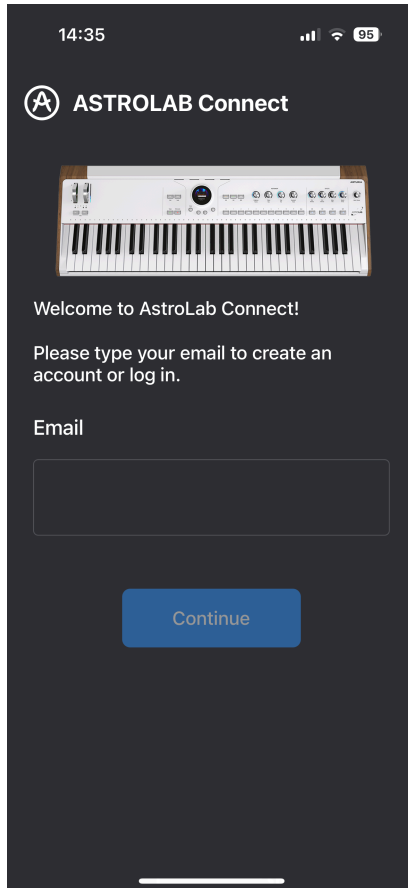 14:35
95
ASTROLAB Connect
Welcome to AstroLab Connect!
Please type your email to create an
account or log in.
Email
Continue